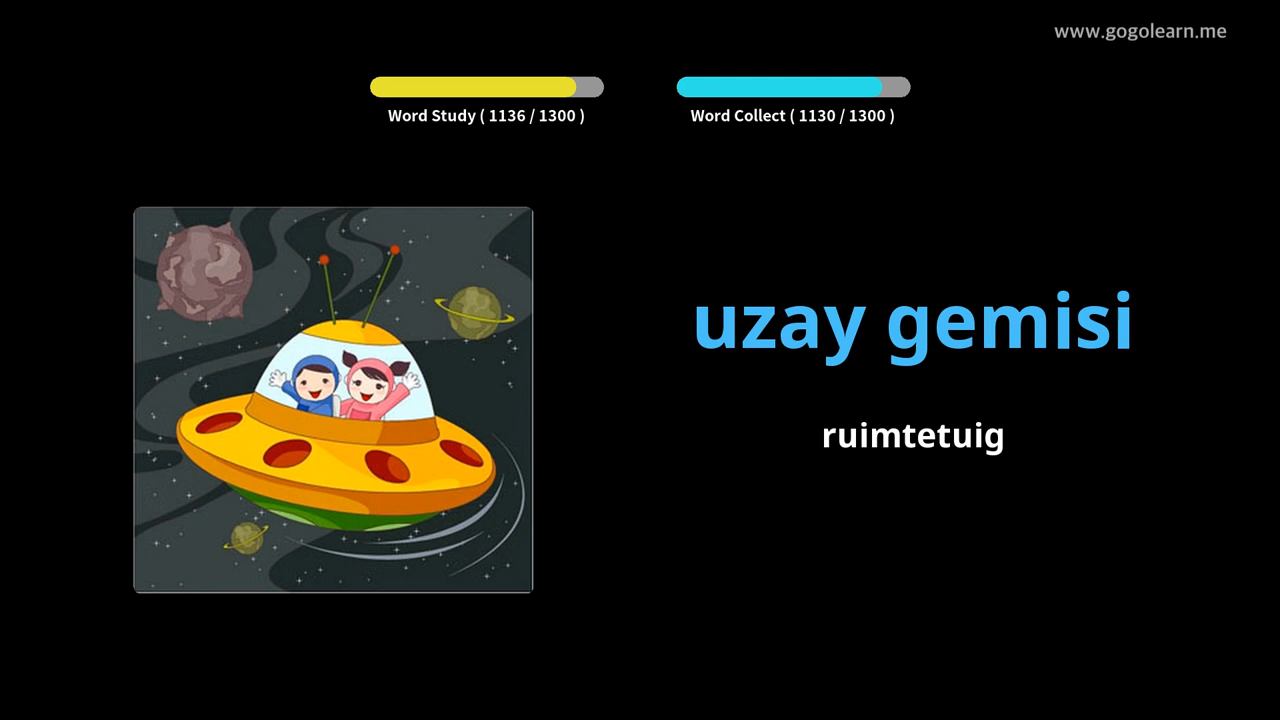 www.gogolearn.me
Word Study ( 1136 / 1300 )
Word Collect ( 1130 / 1300 )
uzay gemisi
ruimtetuig